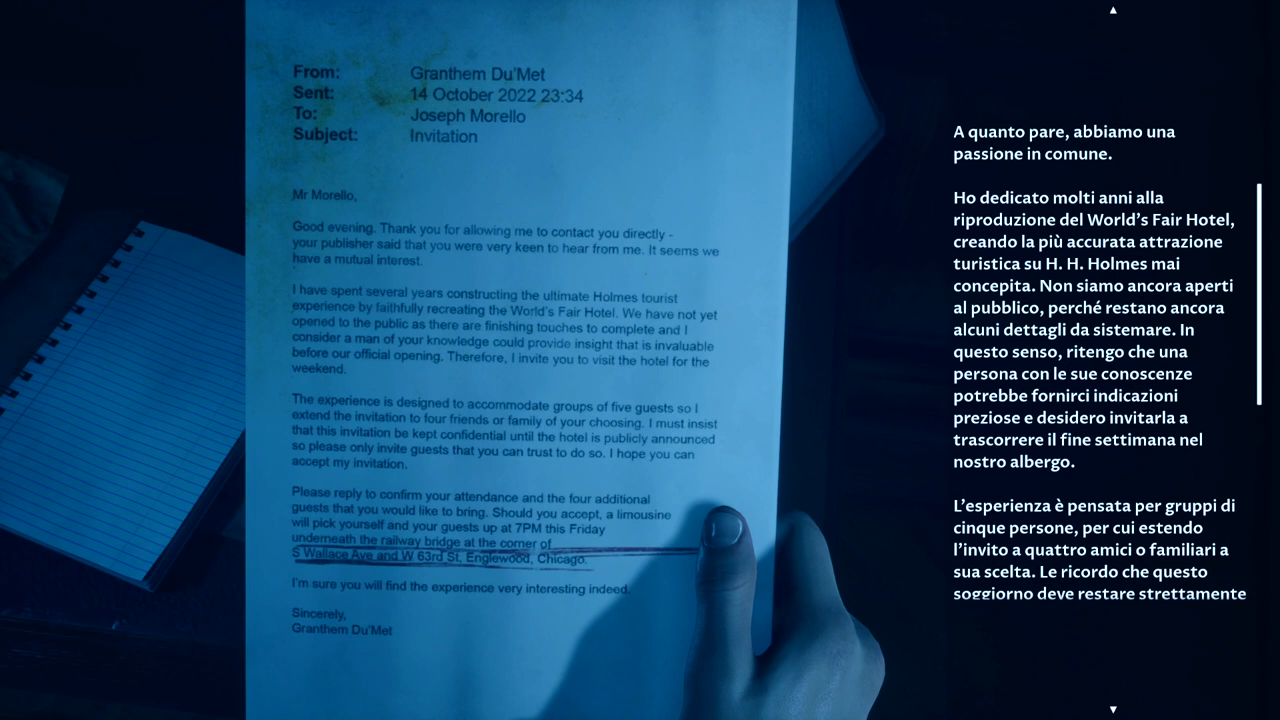 From: Granthem Du'Met
Sent: 14 October 2022 23:34
To: Joseph Morello
Subject: Invitation
Mr Morello,
Good evening. Thank you for allowing me to contact you directly -
your publisher said that you were very keen to hear from me. It seems we
have a mutual interest.
I have spent several years constructing the ultimate Holmes tourist
experience by faithfully recreating the World's Fair Hotel. We have not yet
opened to the public as there are finishing touches to complete and I
consider a man of your knowledge could provide insight that is invaluable
before our official opening. Therefore, I invite you to visit the hotel for the
weekend.
The experience is designed to accommodate groups of five guests so I
extend the invitation to four friends or family of your choosing. I must insist
that this invitation be kept confidential until the hotel is publicly announced
so please only invite guests that you can trust to do so. I hope you can
accept my invitation.
Please reply to confirm your attendance and the four additional
guests that you would like to bring. Should you accept, a limousine
will pick yourself and your guests up at 7PM this Friday
underneath the railway bridge at the corner of
S Wallace Ave and W 63rd St, Englewood, Chicago.
I'm sure you will find the experience very interesting indeed.
Sincerely,
Granthem Du'Met
A quanto pare, abbiamo una
passione in comune.
Ho dedicato molti anni alla
riproduzione del World's Fair Hotel,
creando la più accurata attrazione
turistica su H. H. Holmes mai
concepita. Non siamo ancora aperti
al pubblico, perché restano ancora
alcuni dettagli da sistemare. In
questo senso, ritengo che una
persona con le sue conoscenze
potrebbe fornirci indicazioni
preziose e desidero invitarla a
trascorrere il fine settimana nel
nostro albergo.
L'esperienza è pensata per gruppi di
cinque persone, per cui estendo
l'invito a quattro amici o familiari a
sua scelta. Le ricordo che questo
soggiorno deve restare strettamente